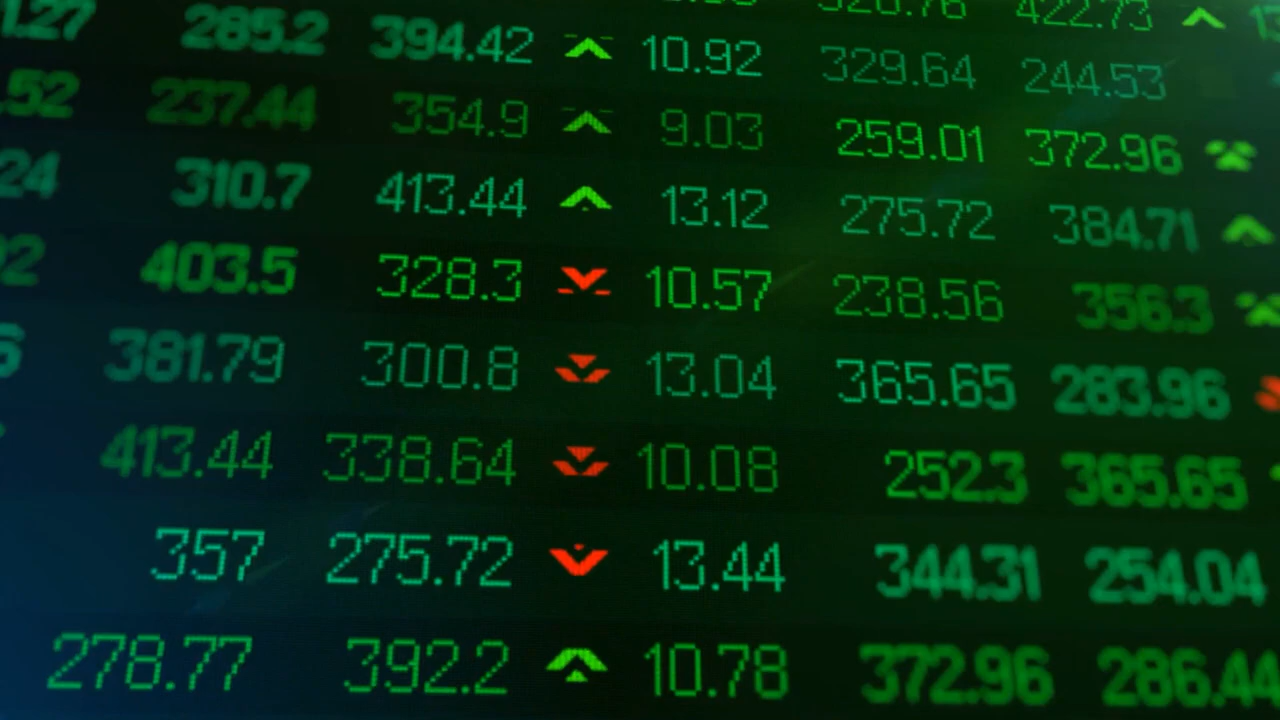 422.73
285.2 394.42 10.92 329.64 244.53
.52 237.44 354.9 9.03 259.01 372.96
24 310.7 413.44 13.12 275.72 384.71
403.5 328.3 10.57 238.56 356.3
381.79 300.8 13.04 365.65 283.96
413.44 338.64 10.08 252.3 365.65
357 275.72 13.44 344.31 254.04
278.77 392.2 10.78 372.96 286.44